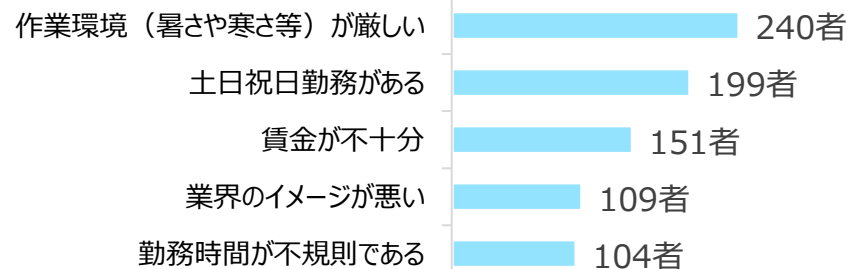 作業環境（暑さや寒さ等）が厳しい 240者
土日祝日勤務がある 199者
賃金が不十分 151者
業界のイメージが悪い 109者
勤務時間が不規則である 104者